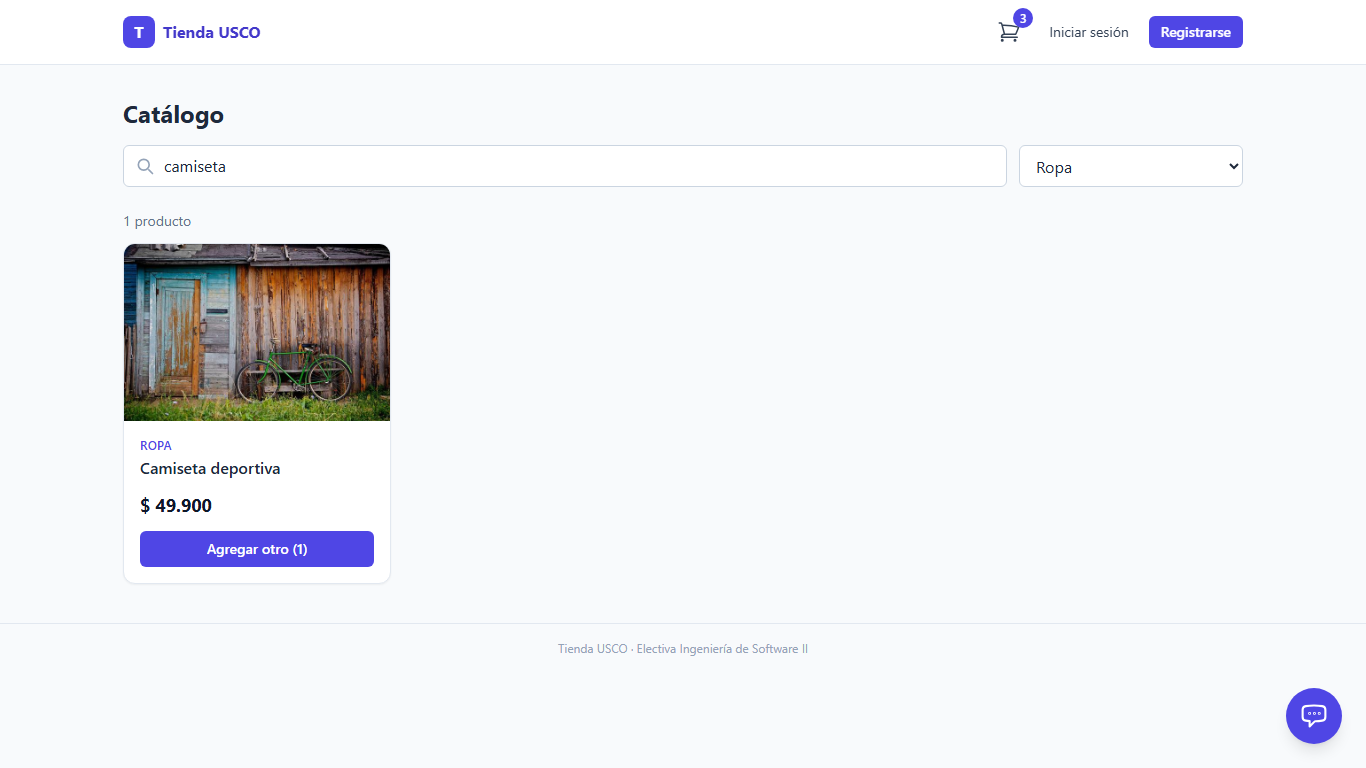 T Tienda USCO
3
Iniciar sesión
Registrarse
Catálogo
camiseta
Ropa
1 producto
ROPA
Camiseta deportiva
$ 49.900
Agregar otro (1)
Tienda USCO · Electiva Ingeniería de Software II